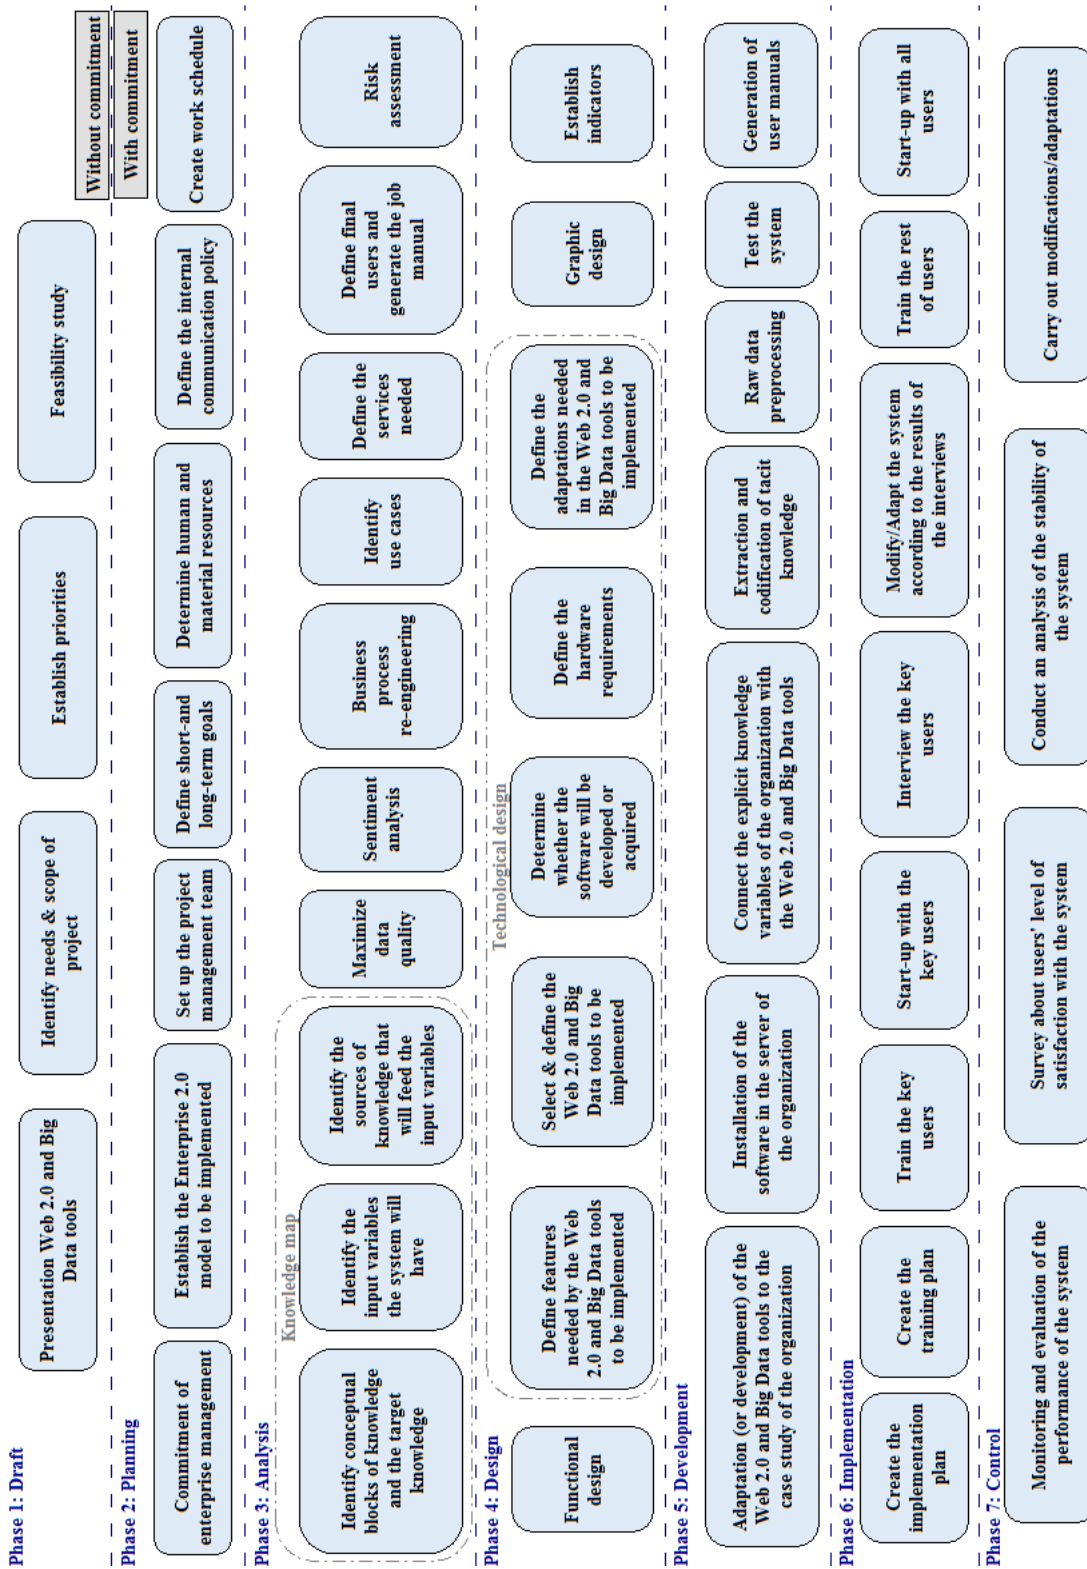 Phase 1: Draft
Presentation Web 2.0 and Big
Data tools
Identify needs & scope of
project
Establish priorities
Feasibility study
Without commitment
With commitment
Phase 2: Planning
Commitment of
enterprise management
Establish the Enterprise 2.0
model to be implemented
Set up the project
management team
Define short-and
long-term goals
Determine human and
material resources
Define the internal
communication policy
Create work schedule
Phase 3: Analysis
Knowledge map
Identify conceptual
blocks of knowledge
and the target
knowledge
Identify the
input variables
the system will
have
Identify the
sources of
knowledge that
will feed the
input variables
Maximize
data
quality
Sentiment
analysis
Business
process
re-engineering
Identify
use cases
Define the
services
needed
Define final
users and
generate the job
manual
Risk
assessment
Phase 4: Design
Technological design
Functional
design
Define features
needed by the Web
2.0 and Big Data tools
to be implemented
Select & define the
Web 2.0 and Big
Data tools to be
implemented
Determine
whether the
software will be
developed or
acquired
Define the
hardware
requirements
Define the
adaptations needed
in the Web 2.0 and
Big Data tools to be
implemented
Graphic
design
Establish
indicators
Phase 5: Development
Adaptation (or development) of the
Web 2.0 and Big Data tools to the
case study of the organization
Installation of the
software in the server of
the organization
Connect the explicit knowledge
variables of the organization with
the Web 2.0 and Big Data tools
Extraction and
codification of tacit
knowledge
Raw data
preprocessing
Test the
system
Generation of
user manuals
Phase 6: Implementation
Create the
implementation
plan
Create the
training plan
Train the key
users
Start-up with the
key users
Interview the key
users
Modify/Adapt the system
according to the results of
the interviews
Train the rest
of users
Start-up with all
users
Phase 7: Control
Monitoring and evaluation of the
performance of the system
Survey about users' level of
satisfaction with the system
Conduct an analysis of the stability of
the system
Carry out modifications/adaptations